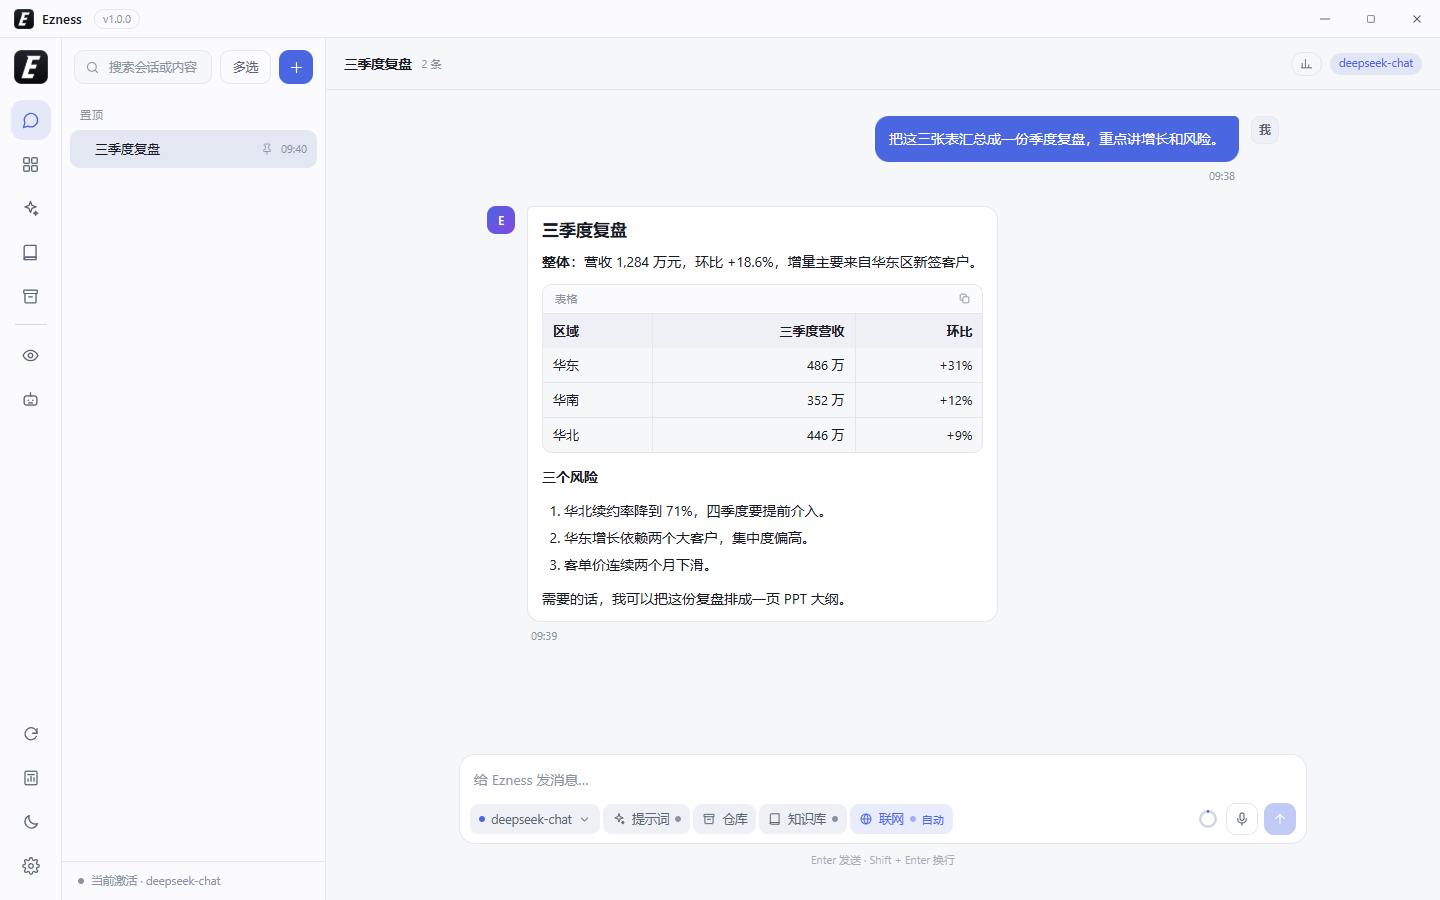 Ezness v1.0.0
搜索会话或内容 多选
置顶
三季度复盘 09:40
当前激活 · deepseek-chat
三季度复盘 2 条
deepseek-chat
把这三张表汇总成一份季度复盘，重点讲增长和风险。
我
09:38
E
三季度复盘
整体：营收 1,284 万元，环比 +18.6%，增量主要来自华东区新签客户。
表格
区域 三季度营收 环比
华东 486 万 +31%
华南 352 万 +12%
华北 446 万 +9%
三个风险
1. 华北续约率降到 71%，四季度要提前介入。
2. 华东增长依赖两个大客户，集中度偏高。
3. 客单价连续两个月下滑。
需要的话，我可以把这份复盘排成一页 PPT 大纲。
09:39
给 Ezness 发消息...
deepseek-chat 提示词 仓库 知识库 联网 自动
Enter 发送 · Shift + Enter 换行